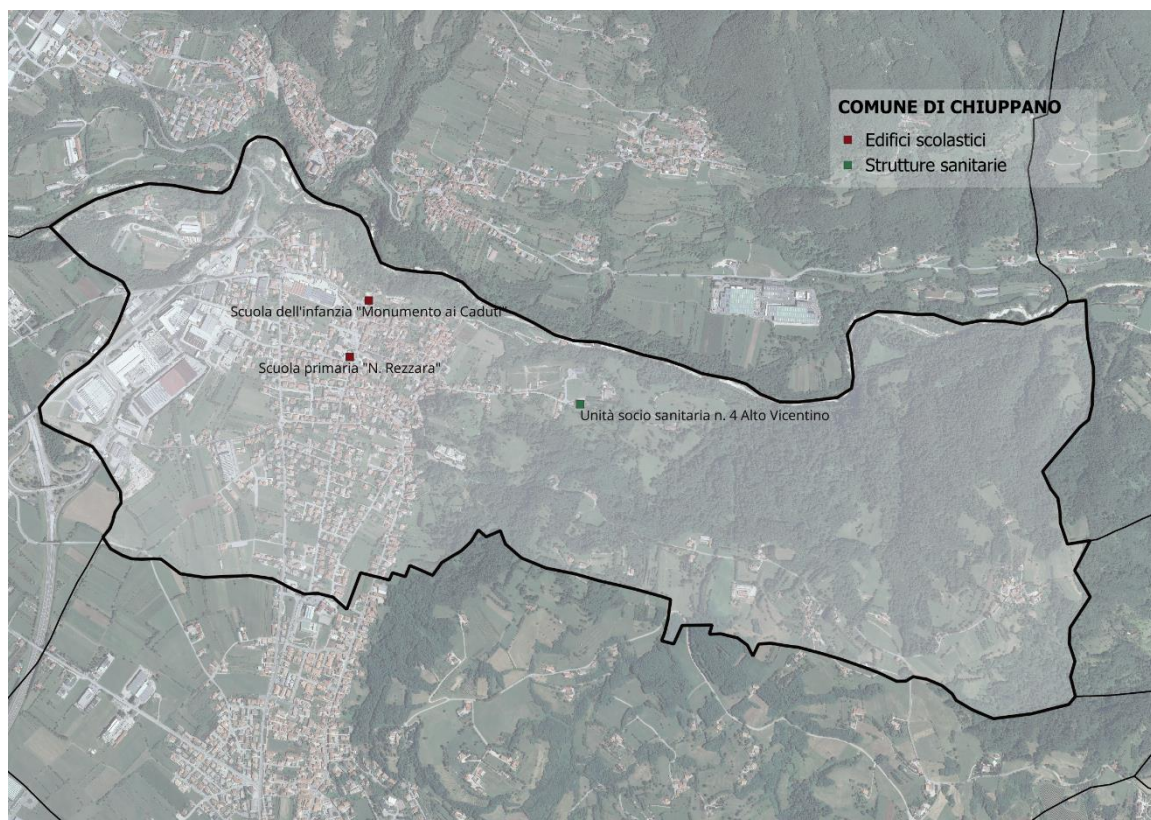 COMUNE DI CHIUPPANO
Edifici scolastici
Strutture sanitarie
Scuola dell'infanzia "Monumento ai Caduti"
Scuola primaria "N. Rezzara"
Unità socio sanitaria n. 4 Alto Vicentino